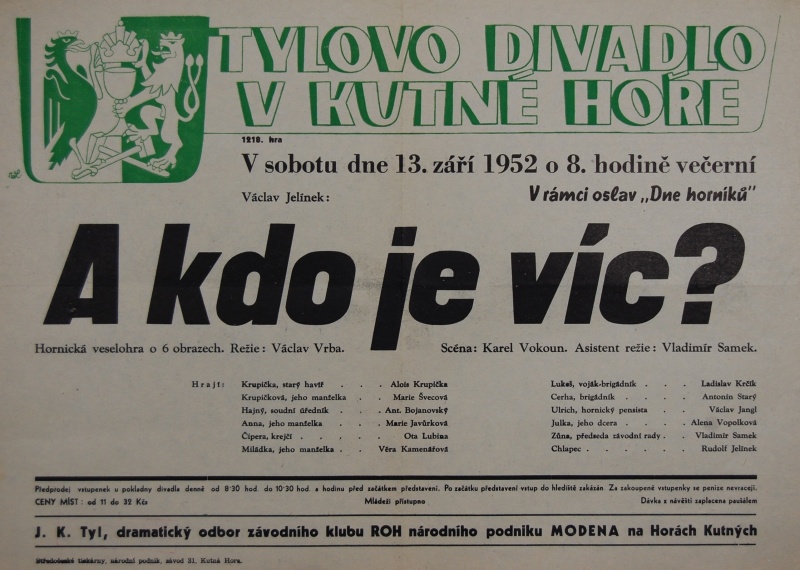 TYLOVO DIVADLO
V KUTNÉ HOŘE
1218. hra
V sobotu dne 13. září 1952 o 8. hodině večerní
Václav Jelínek:
V rámci oslav „Dne horníků"
A kdo je víc?
Hornická veselohra o 6 obrazech. Režie: Václav Vrba.
Scéna: Karel Vokoun. Asistent režie: Vladimír Samek.
Hrají:
Krupička, starý havíř . . . Alois Krupička
Krupičková, jeho manželka . . Marie Švecová
Hajný, soudní úředník . . Ant. Bojanovský
Anna, jeho manželka . . . Marie Javůrková
Čipera, krejčí . . , . . Ota Lubina
Miládka, jeho manželka . . Věra Kamenářová
Lukeš, voják-brigádník . . . Ladislav Krčík
Cerha, brigádník . . . . Antonín Starý
Ulrich, hornický pensista . . Václav Jangl
Julka, jeho dcera . . . Alena Vopolková
Zůna, předseda závodní rady . . Vladimír Samek
Chlapec . . . . . Rudolf Jelínek
Předprodej vstupenek u pokladny divadla denně od 8·30 hod. do 10·30 hod. a hodinu před začátkem představení. Po začátku představení vstup do hlediště zakázán. Za zakoupené vstupenky se peníze nevracejí.
CENY MÍST: od 11 do 32 Kčs
Mládeži přístupno
Dávka z návěští zaplacena paušálem
J. K. Tyl, dramatický odbor závodního klubu ROH národního podniku MODENA na Horách Kutných
Středočeské tiskárny, národní podnik, závod 31, Kutná Hora.